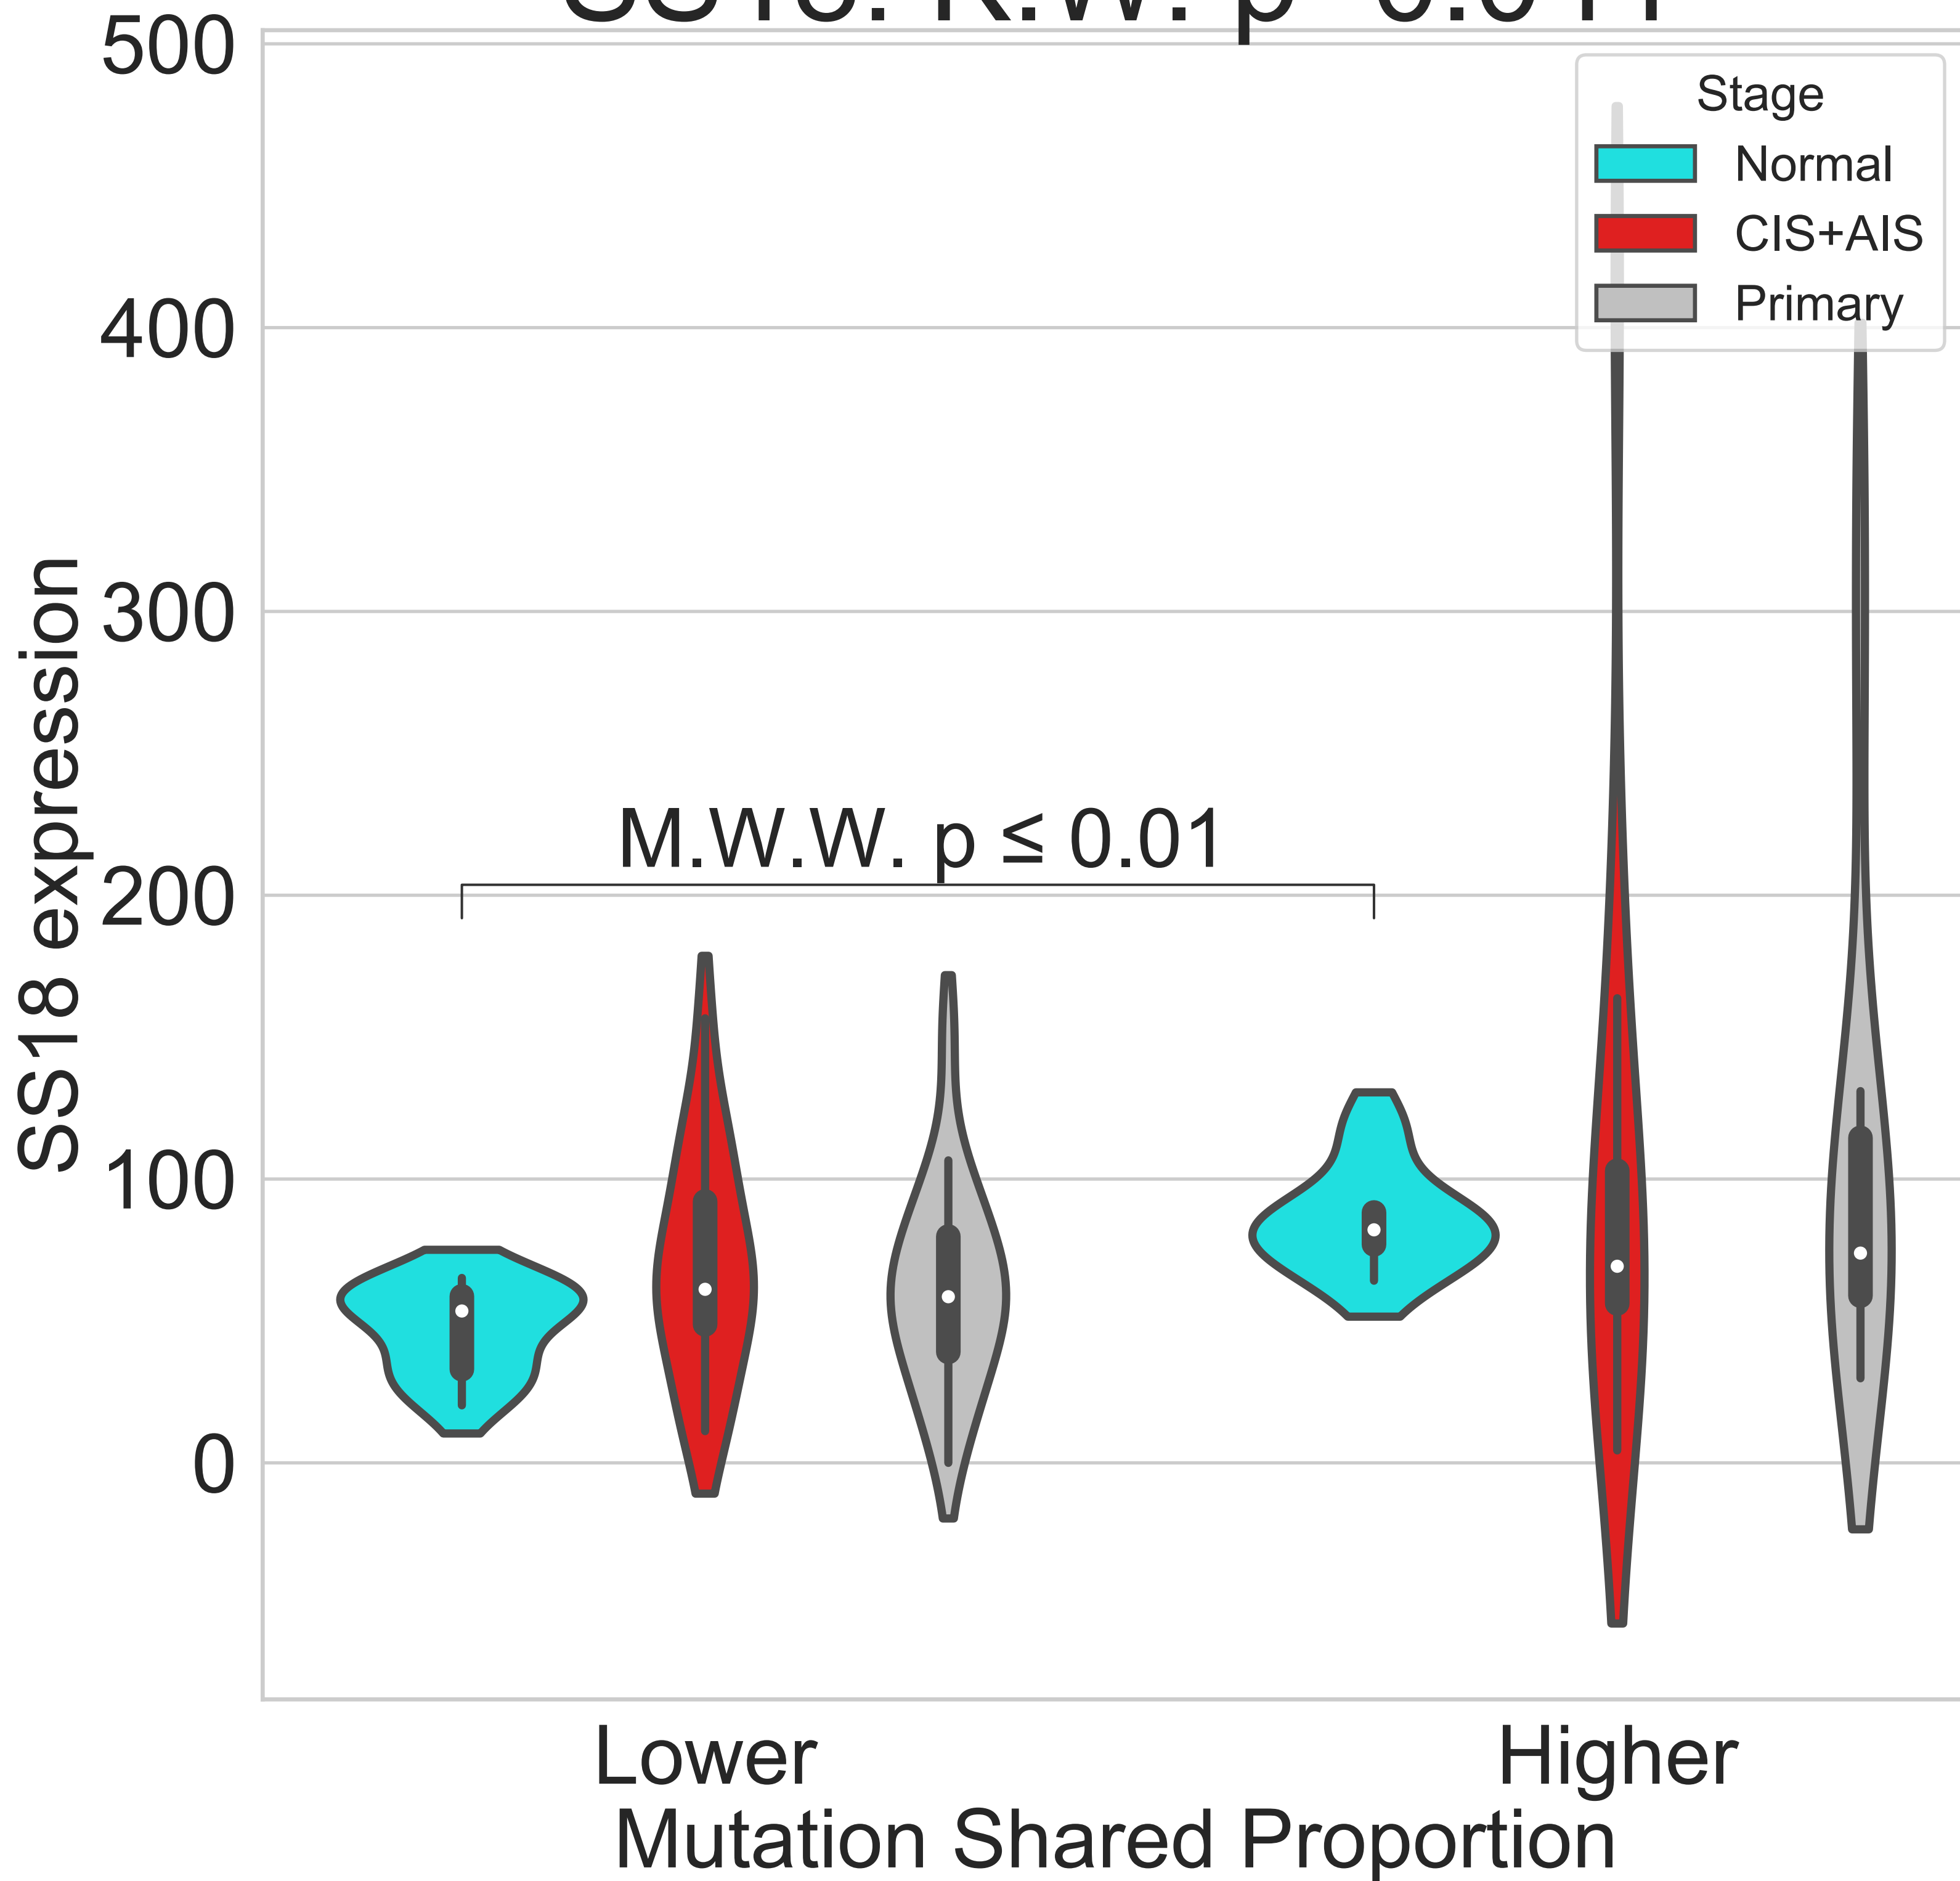 500
Stage
Normal
CIS+AIS
Primary
400
300
200
100
0
SS18 expression
M.W.W. p ≤ 0.01
Lower
Higher
Mutation Shared Proportion